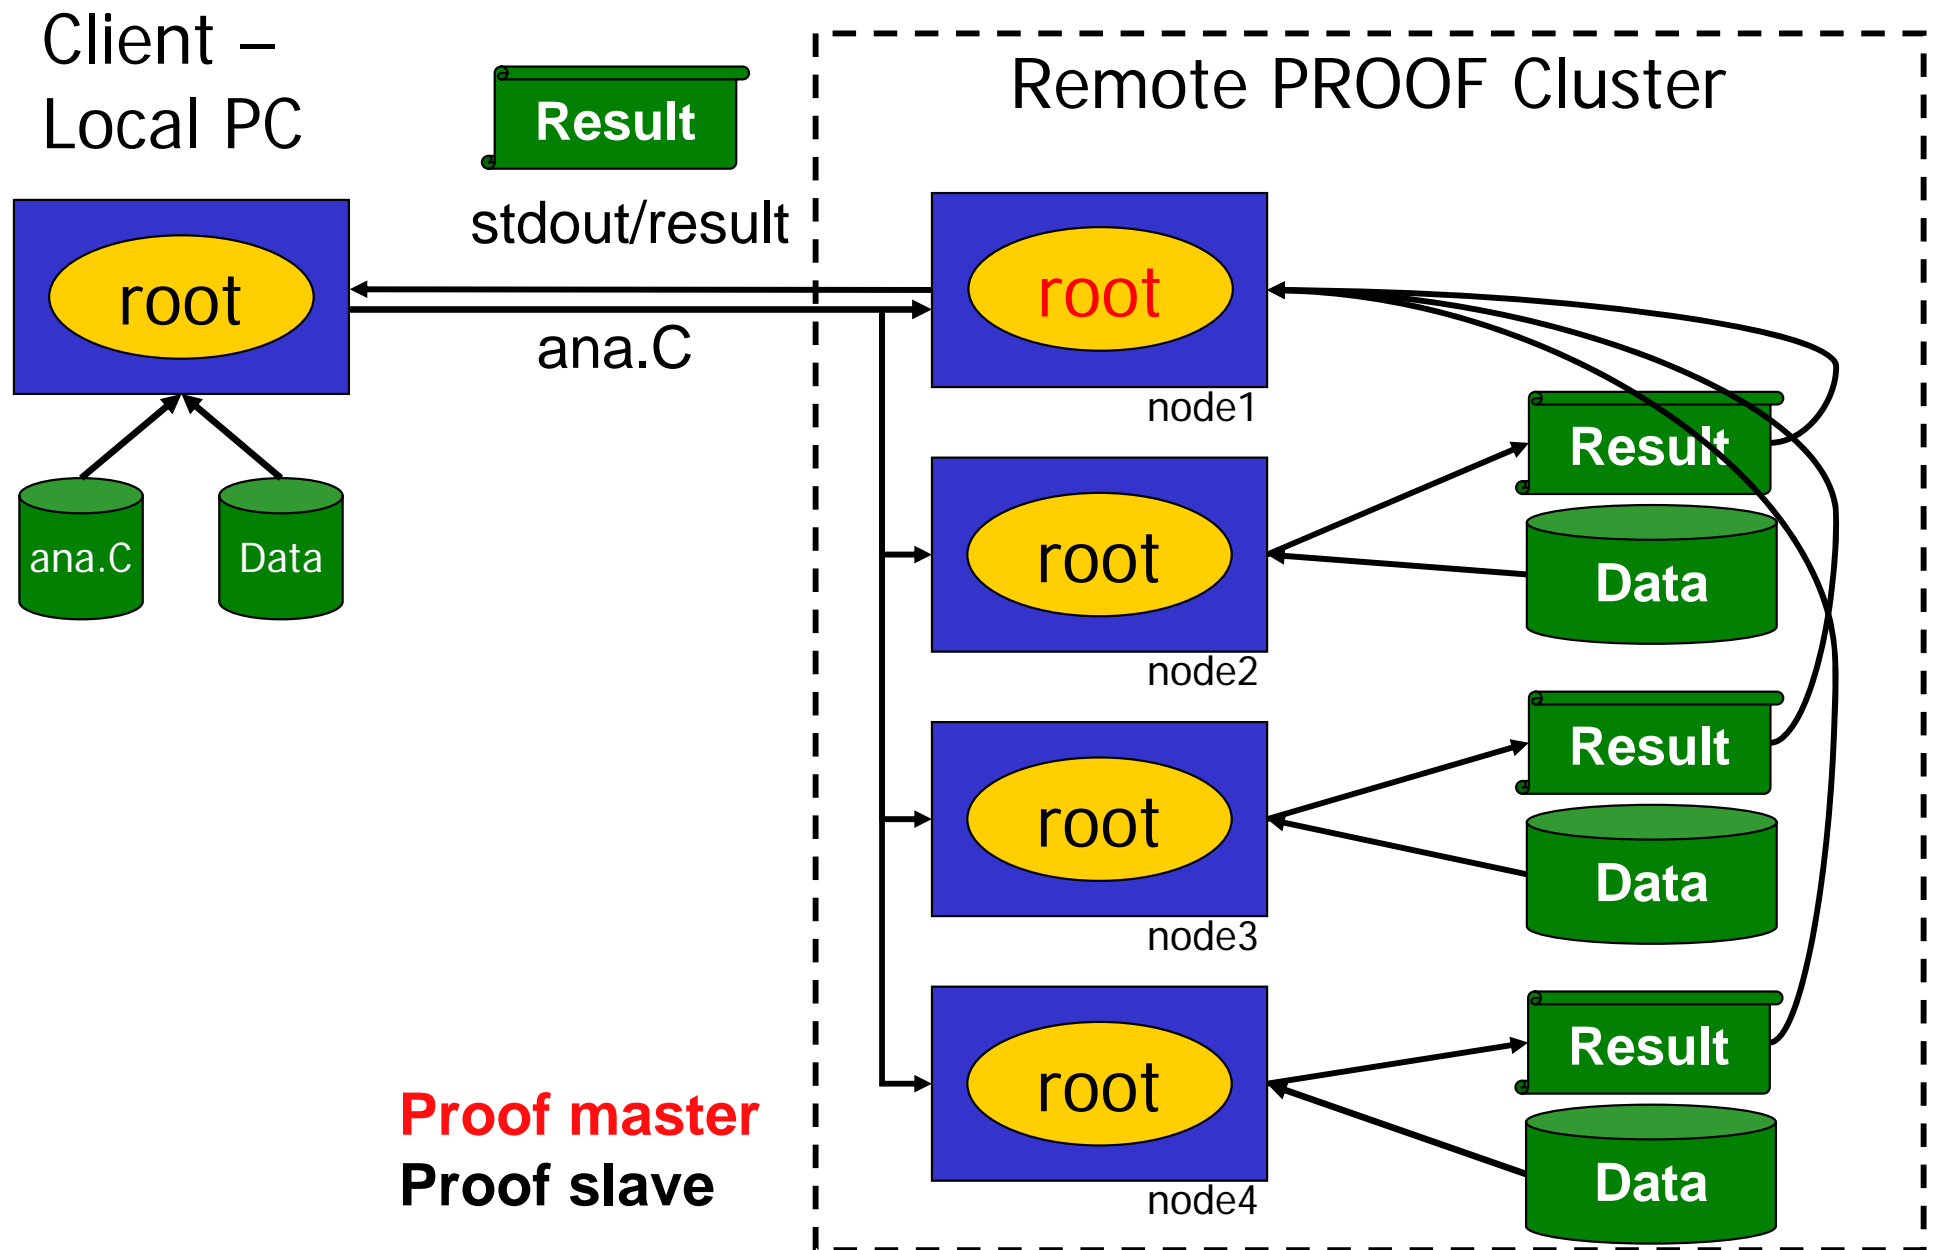 Client –
Local PC
Result
Remote PROOF Cluster
stdout/result
root
root
ana.C
node1
ana.C
Data
Result
root
Data
node2
Result
root
Data
node3
Result
root
Data
node4
Proof master
Proof slave